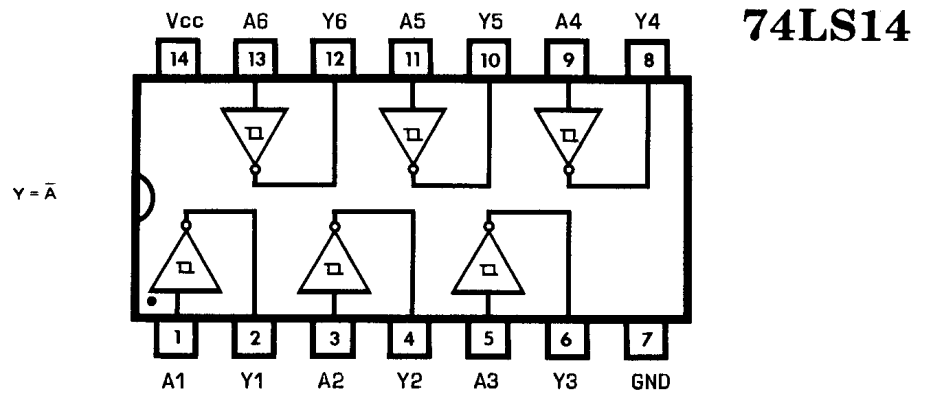 74LS14
Vcc A6 Y6 A5 Y5 A4 Y4
14 13 12 11 10 9 8
Y = A̅
1 2 3 4 5 6 7
A1 Y1 A2 Y2 A3 Y3 GND